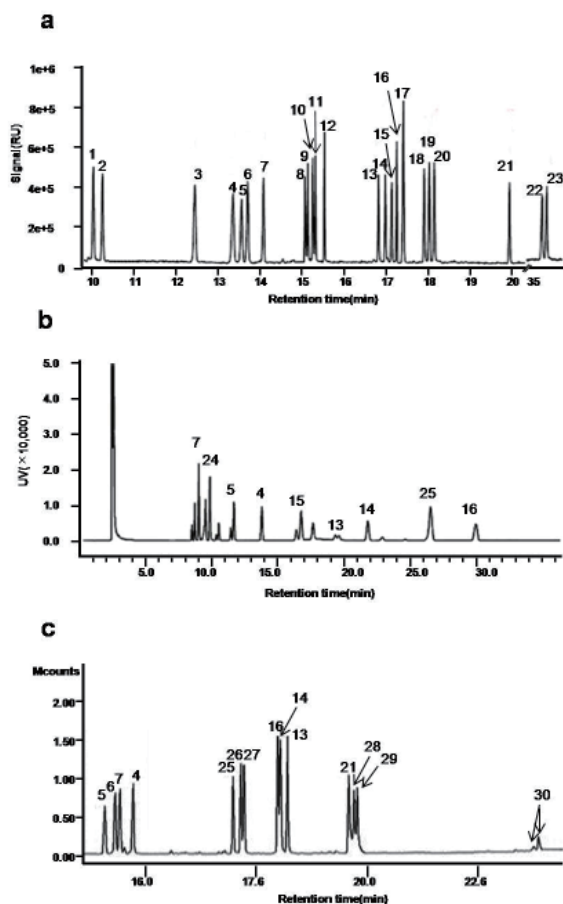 a
Signal(RU)
1e+6
8e+5
6e+5
4e+5
2e+5
0
1 2 3 4 5 6 7 8 9 10 11 12 13 14 15 16 17 18 19 20 21 22 23
10 11 12 13 14 15 16 17 18 19 20 35
Retention time(min)
b
UV(×10,000)
5.0
4.0
3.0
2.0
1.0
0.0
7 24 5 4 15 13 14 25 16
5.0 10.0 15.0 20.0 25.0 30.0
Retention time(min)
c
Mcounts
2.00
1.50
1.00
0.50
0.00
5 6 7 4 25 26 27 16 14 13 21 28 29 30
16.0 17.6 20.0 22.6
Retention time(min)